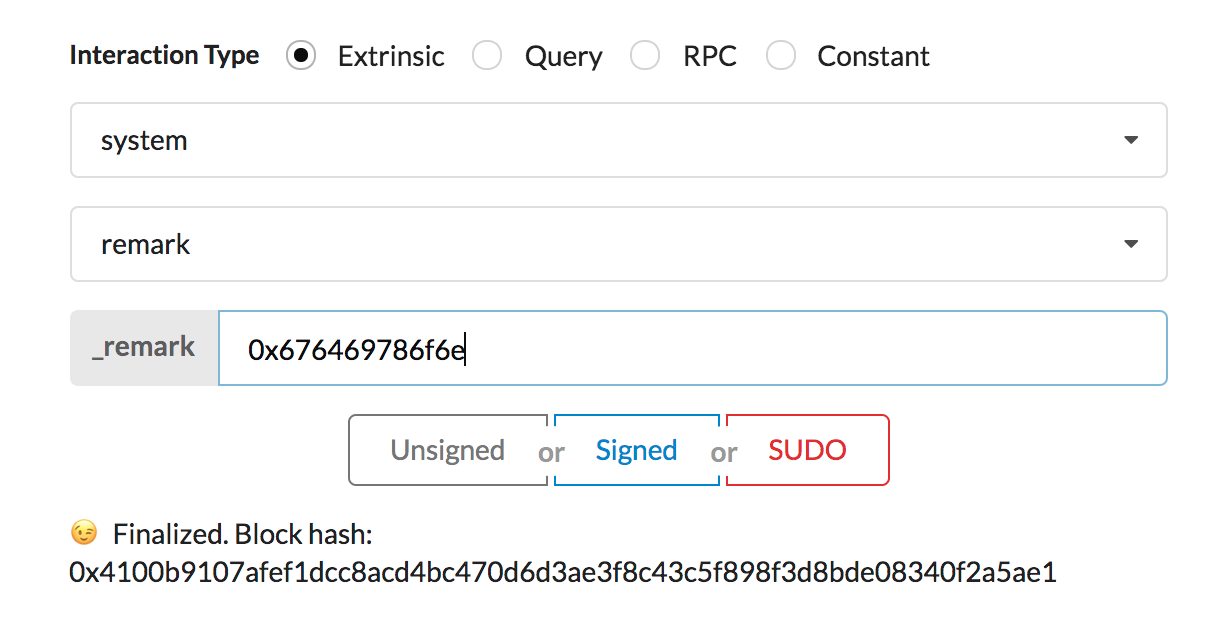 Interaction Type Extrinsic Query RPC Constant
system
remark
_remark 0x676469786f6e
Unsigned or Signed or SUDO
😉 Finalized. Block hash:
0x4100b9107afef1dcc8acd4bc470d6d3ae3f8c43c5f898f3d8bde08340f2a5ae1